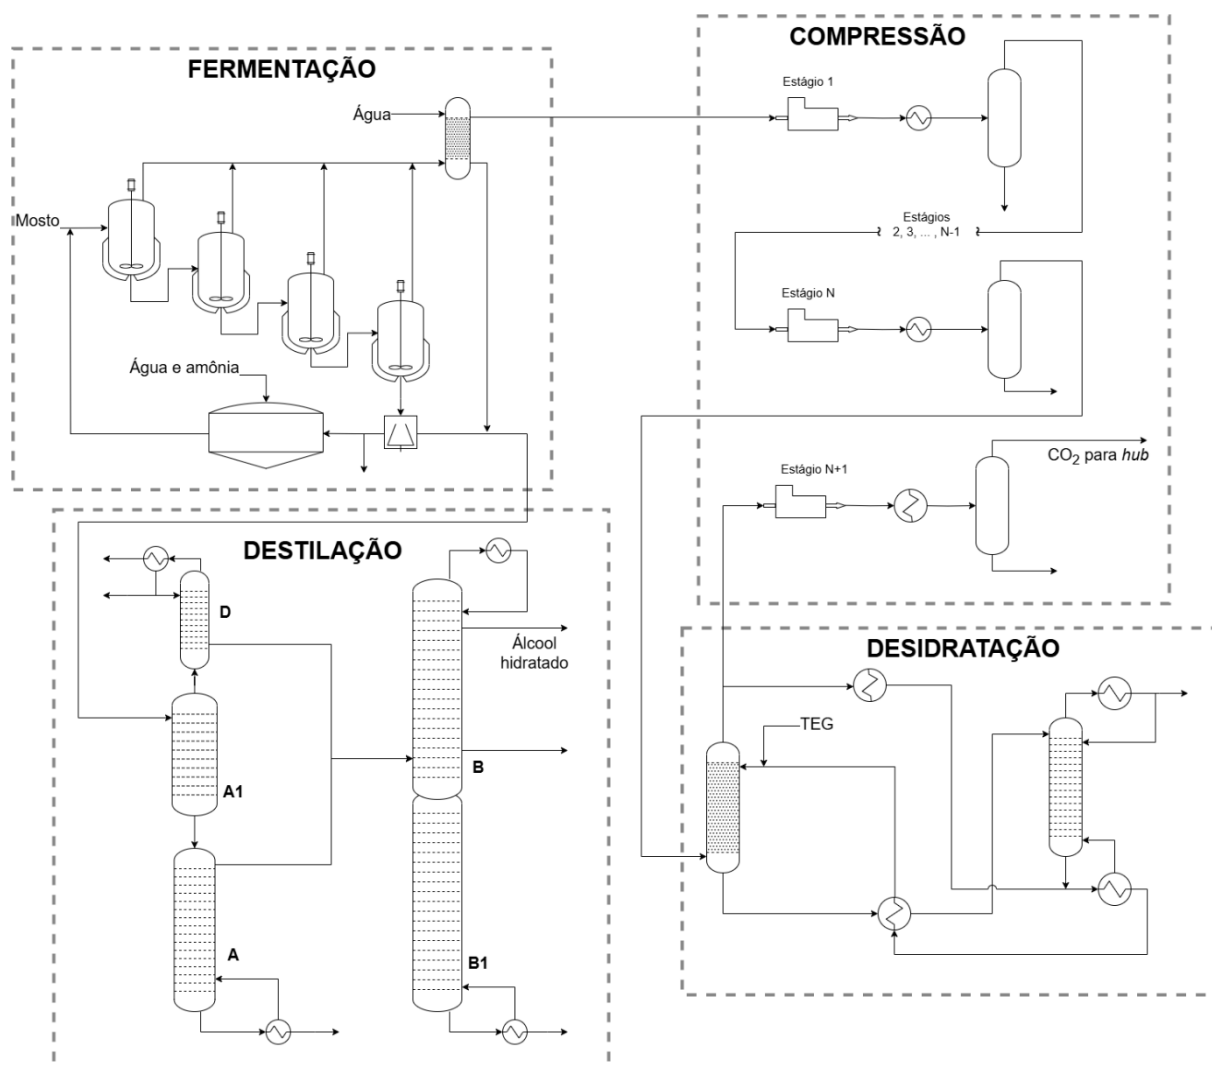 FERMENTAÇÃO
Água
Mosto
Água e amônia
COMPRESSÃO
Estágio 1
Estágios
2, 3, ... , N-1
Estágio N
Estágio N+1
CO2 para hub
DESTILAÇÃO
D
Álcool
hidratado
B
A1
A
B1
DESIDRATAÇÃO
TEG